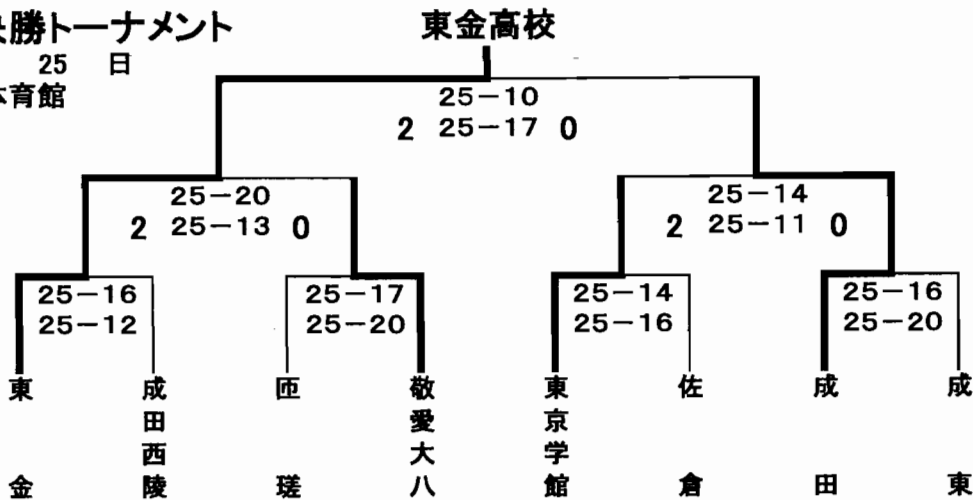 勝トーナメント
25 日
育館
東金高校
25-10
2 25-17 0
25-20
2 25-13 0
25-14
2 25-11 0
25-16
25-12
25-17
25-20
25-14
25-16
25-16
25-20
東金
成田西陵
匝瑳
敬愛大八
東京学館
佐倉
成田
成東